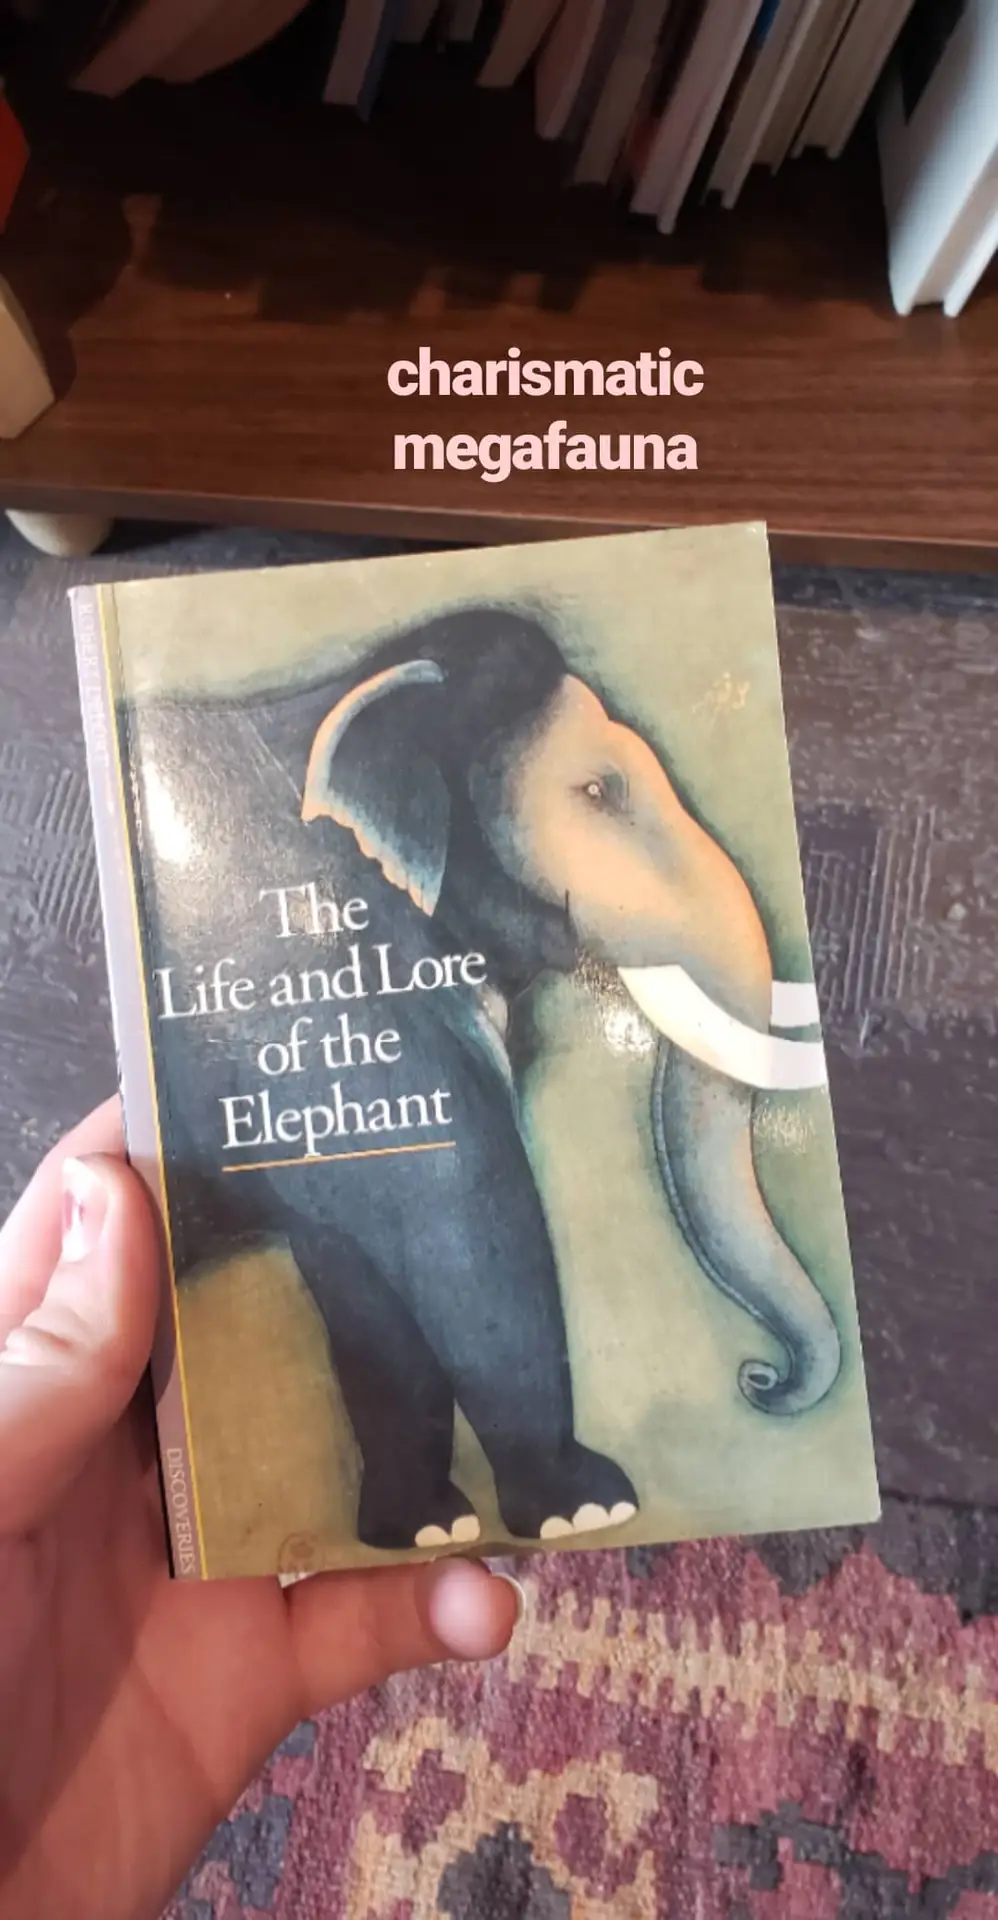 charismatic
megafauna
The
Life and Lore
of the
Elephant
DISCOVERIES